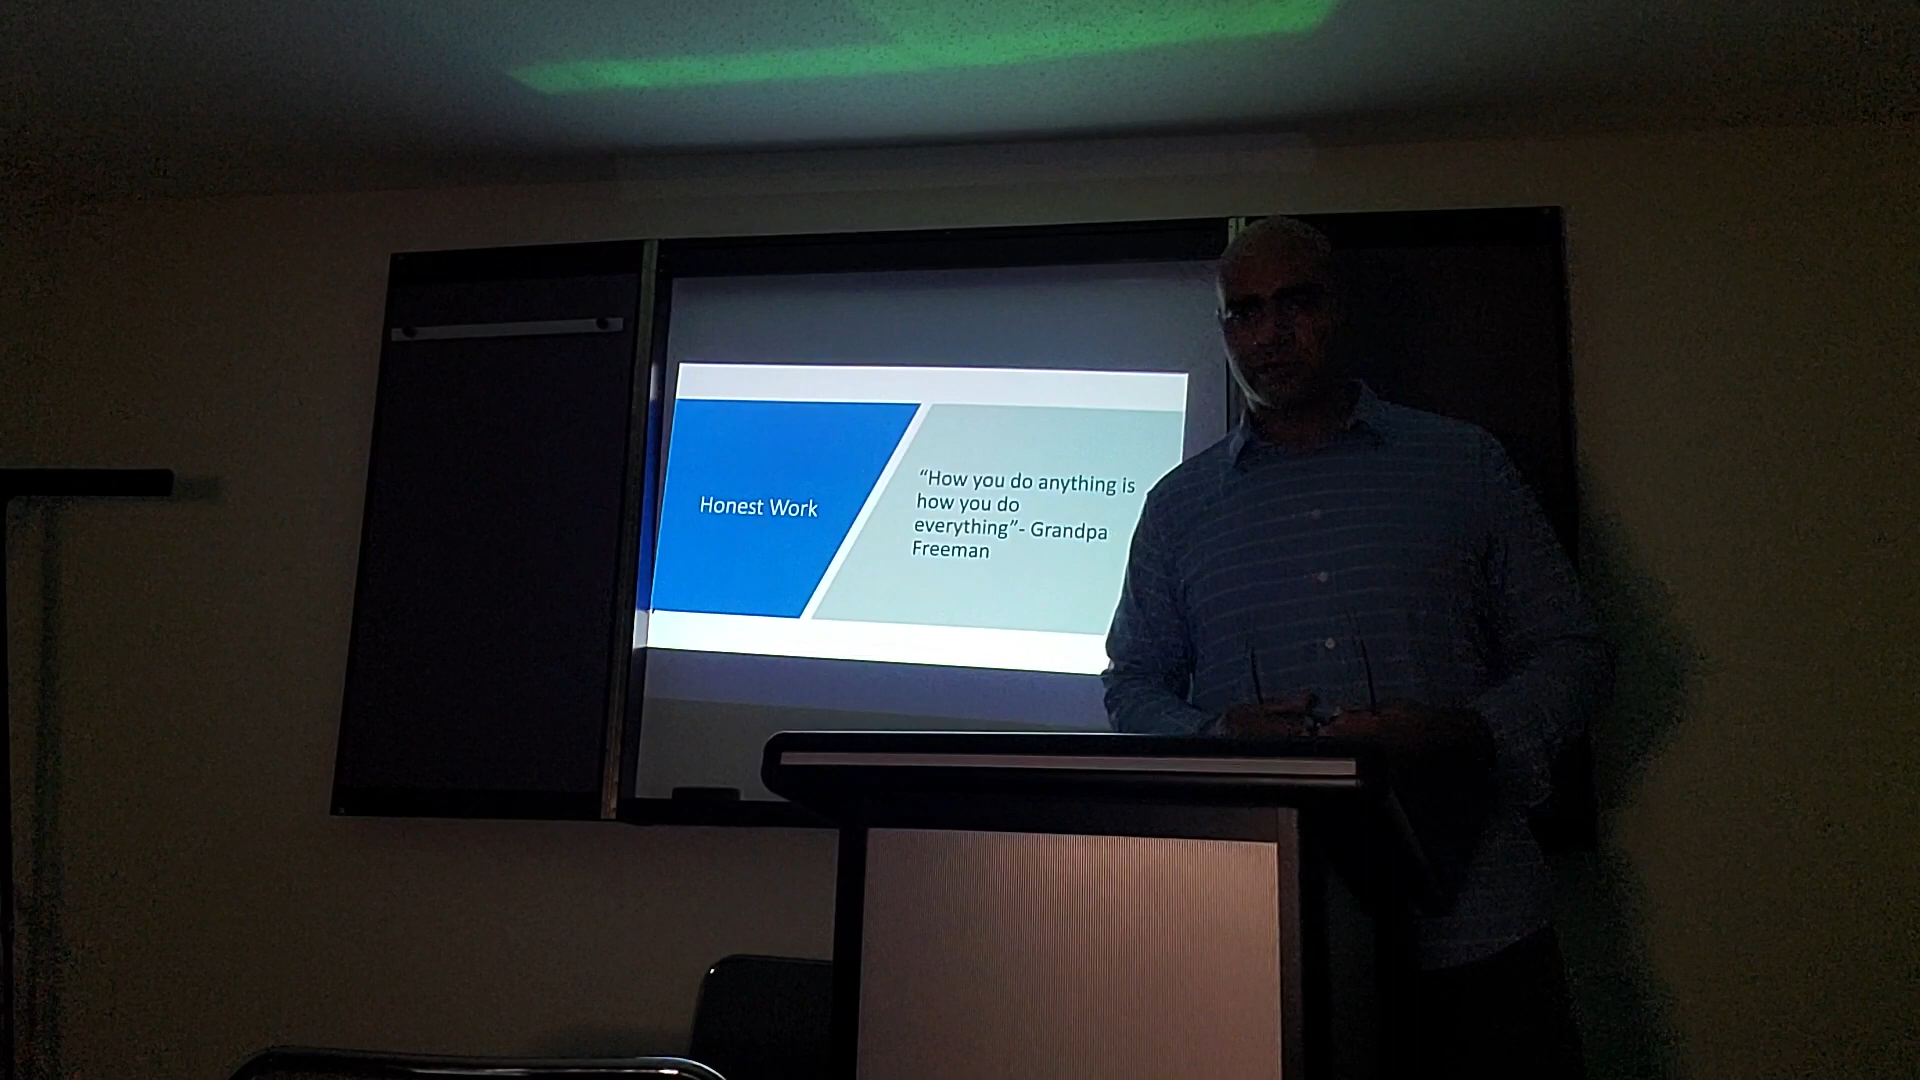 Honest Work
“How you do anything is
how you do
everything”- Grandpa
Freeman